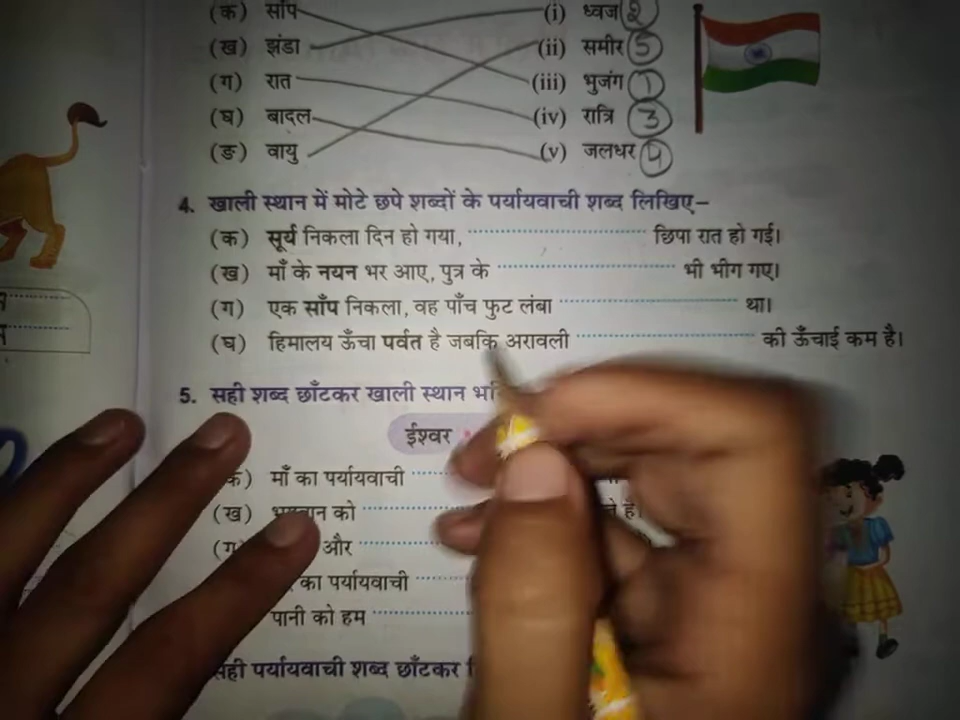 (क) साँप (i) ध्वज 2
(ख) झंडा (ii) समीर 5
(ग) रात (iii) भुजंग 1
(घ) बादल (iv) रात्रि 3
(ङ) वायु (v) जलधर 4
4. खाली स्थान में मोटे छपे शब्दों के पर्यायवाची शब्द लिखिए–
(क) सूर्य निकला दिन हो गया, .................... छिपा रात हो गई।
(ख) माँ के नयन भर आए, पुत्र के .................... भी भीग गए।
(ग) एक साँप निकला, वह पाँच फुट लंबा .................... था।
(घ) हिमालय ऊँचा पर्वत है जबकि अरावली .................... की ऊँचाई कम है।
5. सही शब्द छाँटकर खाली स्थान
ईश्वर
(क) माँ का पर्यायवाची ..........
(ख) को ..........
(ग) और ..........
का पर्यायवाची ..........
पानी को हम ..........
सही पर्यायवाची शब्द छाँटकर